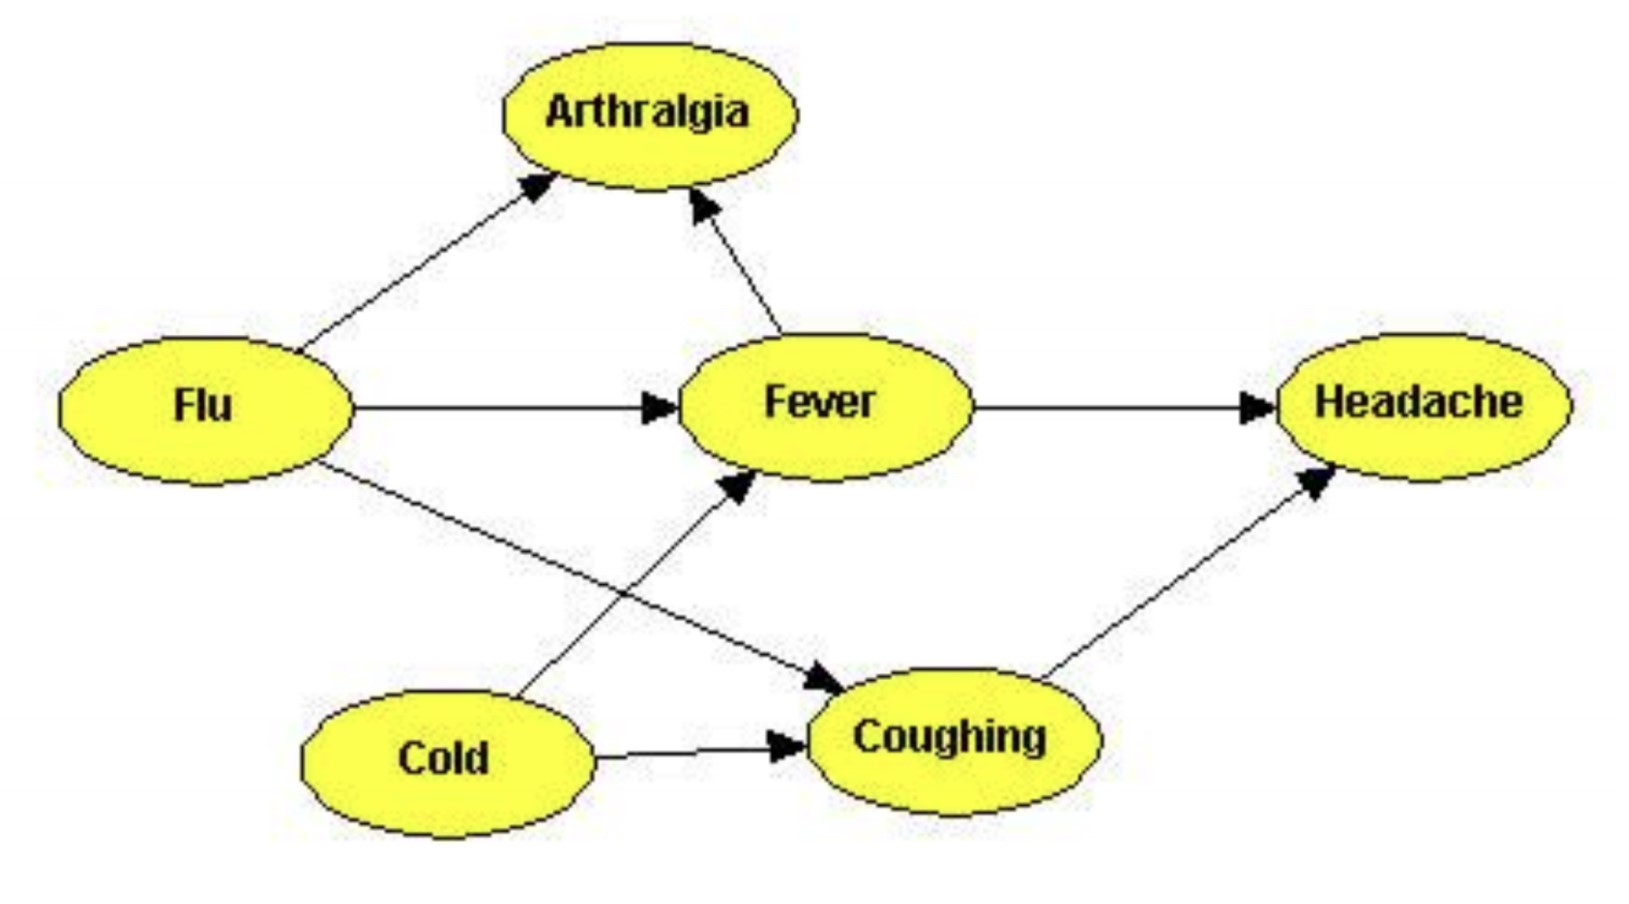 Arthralgia
Flu
Fever
Headache
Cold
Coughing